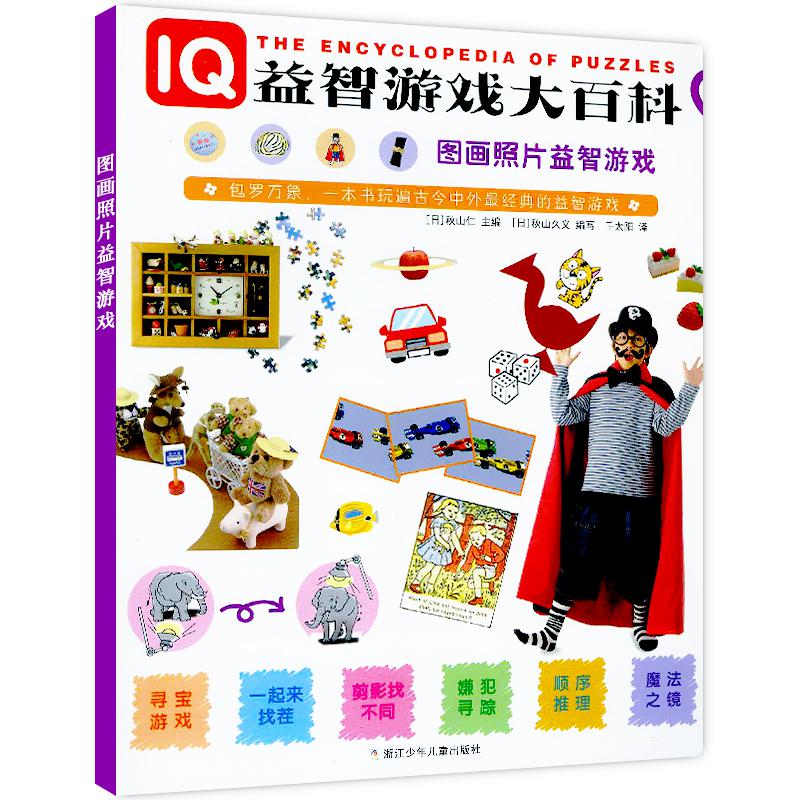 IQ
THE ENCYCLOPEDIA OF PUZZLES
益智游戏大百科
图画照片益智游戏
包罗万象,一本书玩遍古今中外最经典的益智游戏
[日]秋山仁 主编 [日]秋山久义 编写 千太阳 译
图画照片益智游戏
寻宝
游戏
一起来
找茬
剪影找
不同
嫌犯
寻踪
顺序
推理
魔法
之镜
浙江少年儿童出版社